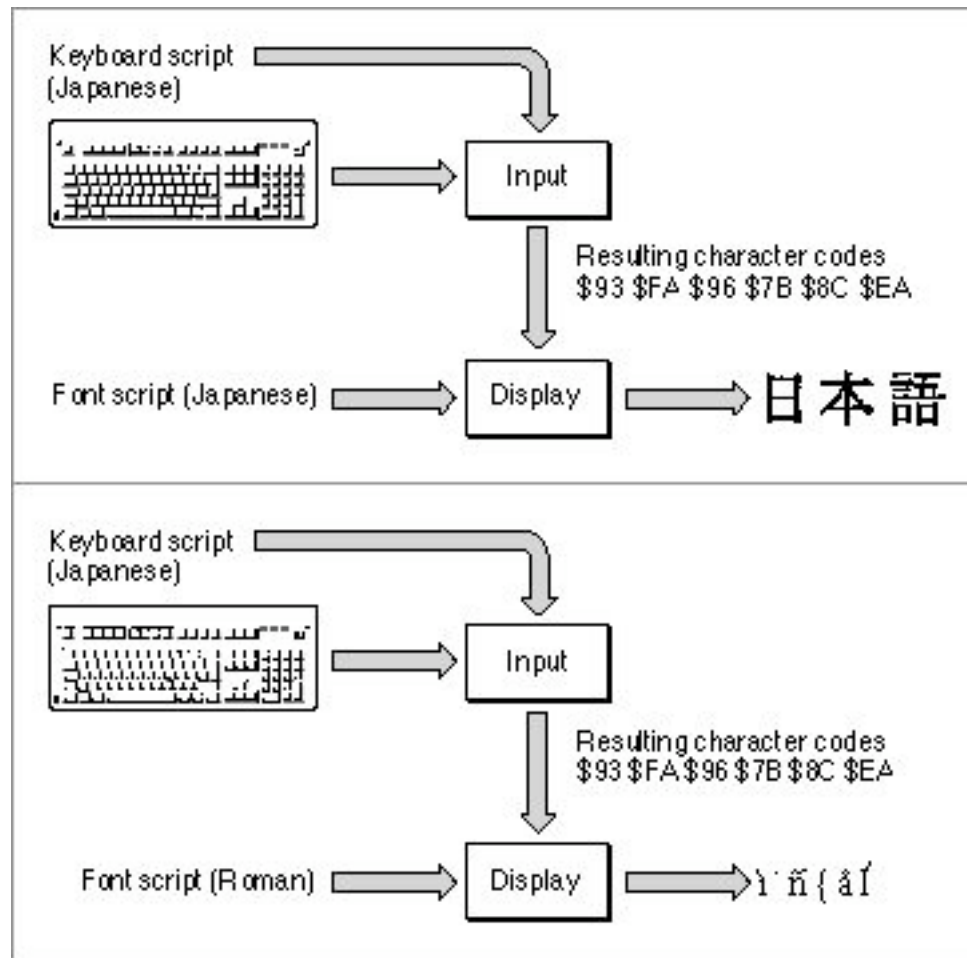 Keyboard script
(Japanese)
Input
Resulting character codes
$93 $FA $96 $7B $8C $EA
Font script (Japanese)
Display
日本語
Keyboard script
(Japanese)
Input
Resulting character codes
$93 $FA $96 $7B $8C $EA
Font script (Roman)
Display
ì˙ñ{åÍ